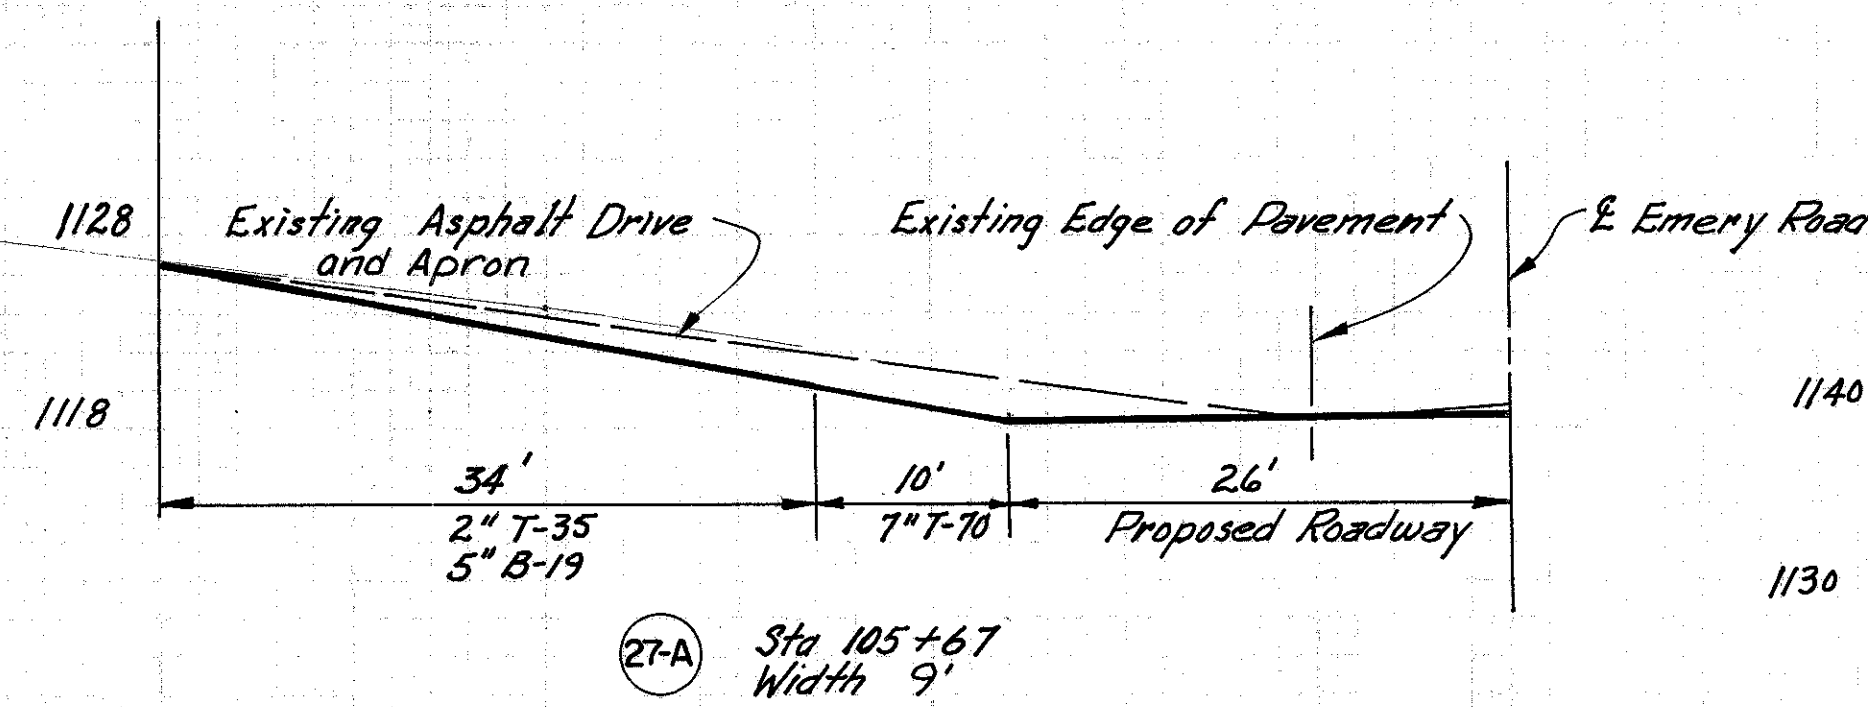 1128
Existing Asphalt Drive
and Apron
Existing Edge of Pavement
℄ Emery Road
1118
1140
34'
10'
26'
2" T-35
5" B-19
7" T-70
Proposed Roadway
1130
27-A
Sta 105+67
Width 9'